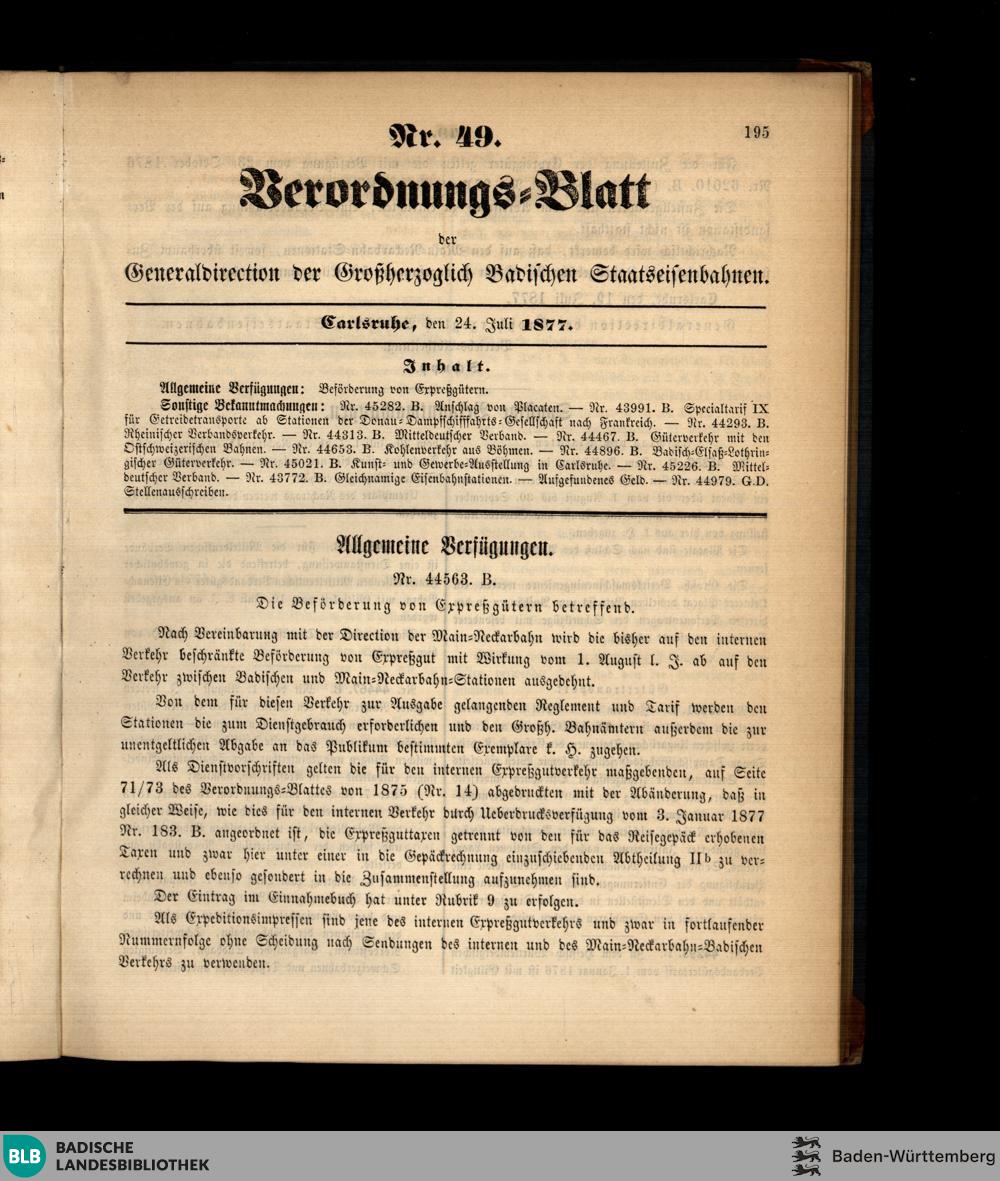 195
Nr. 49.
Verordnungs-Blatt
der
Generaldirection der Großherzoglich Badischen Staatseisenbahnen.
Carlsruhe, den 24. Juli 1877.
Inhalt.
Allgemeine Verfügungen: Beförderung von Expreßgütern.
Sonstige Bekanntmachungen: Nr. 45282. B. Anschlag von Placaten. — Nr. 43991. B. Specialtarif IX
für Getreidetransporte ab Stationen der Donau-Dampfschifffahrts-Gesellschaft nach Frankreich. — Nr. 44293. B.
Rheinischer Verbandsverkehr. — Nr. 44313. B. Mitteldeutscher Verband. — Nr. 44467. B. Güterverkehr mit den
Ostschweizerischen Bahnen. — Nr. 44653. B. Kohlenverkehr aus Böhmen. — Nr. 44896. B. Badisch-Elsaß-Lothrin-
gischer Güterverkehr. — Nr. 45021. B. Kunst- und Gewerbe-Ausstellung in Carlsruhe. — Nr. 45226. B. Mittel-
deutscher Verband. — Nr. 43772. B. Gleichnamige Eisenbahnstationen. — Aufgefundenes Geld. — Nr. 44979. G.D.
Stellenausschreiben.
Allgemeine Verfügungen.
Nr. 44563. B.
Die Beförderung von Expreßgütern betreffend.
Nach Vereinbarung mit der Direction der Main-Neckarbahn wird die bisher auf den internen
Verkehr beschränkte Beförderung von Expreßgut mit Wirkung vom 1. August l. J. ab auf den
Verkehr zwischen Badischen und Main-Neckarbahn-Stationen ausgedehnt.
Von dem für diesen Verkehr zur Ausgabe gelangenden Reglement und Tarif werden den
Stationen die zum Dienstgebrauch erforderlichen und den Großh. Bahnämtern außerdem die zur
unentgeltlichen Abgabe an das Publikum bestimmten Exemplare k. H. zugehen.
Als Dienstvorschriften gelten die für den internen Expreßgutverkehr maßgebenden, auf Seite
71/73 des Verordnungs-Blattes von 1875 (Nr. 14) abgedruckten mit der Abänderung, daß in
gleicher Weise, wie dies für den internen Verkehr durch Ueberdrucksverfügung vom 3. Januar 1877
Nr. 183. B. angeordnet ist, die Expreßguttaxen getrennt von den für das Reisegepäck erhobenen
Taxen und zwar hier unter einer in die Gepäckrechnung einzuschiebenden Abtheilung IIb zu ver-
rechnen und ebenso gesondert in die Zusammenstellung aufzunehmen sind.
Der Eintrag im Einnahmebuch hat unter Rubrik 9 zu erfolgen.
Als Expeditionsimpressen sind jene des internen Expreßgutverkehrs und zwar in fortlaufender
Nummernfolge ohne Scheidung nach Sendungen des internen und des Main-Neckarbahn-Badischen
Verkehrs zu verwenden.
BLB BADISCHE
LANDESBIBLIOTHEK
Baden-Württemberg